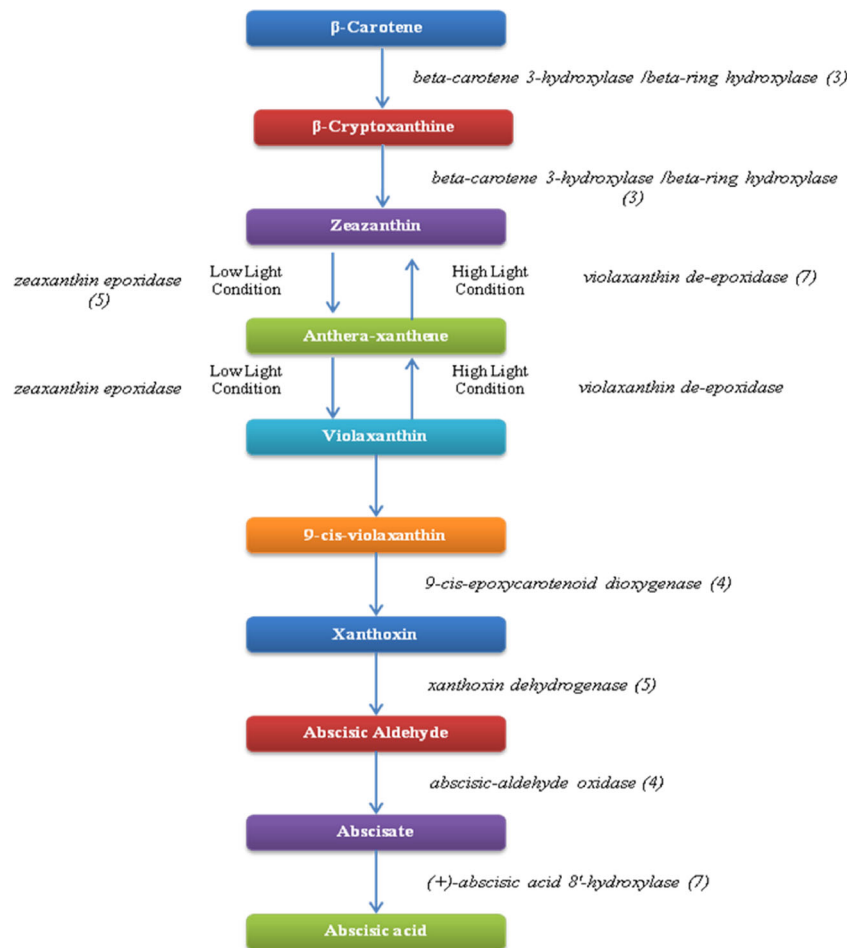 β-Carotene
beta-carotene 3-hydroxylase /beta-ring hydroxylase (3)
β-Cryptoxanthine
beta-carotene 3-hydroxylase /beta-ring hydroxylase
(3)
Zeazanthin
zeaxanthin epoxidase
(5)
Low Light
Condition
High Light
Condition
violaxanthin de-epoxidase (7)
Anthera-xanthene
zeaxanthin epoxidase
Low Light
Condition
High Light
Condition
violaxanthin de-epoxidase
Violaxanthin
9-cis-violaxanthin
9-cis-epoxycarotenoid dioxygenase (4)
Xanthoxin
xanthoxin dehydrogenase (5)
Abscisic Aldehyde
abscisic-aldehyde oxidase (4)
Abscisate
(+)-abscisic acid 8'-hydroxylase (7)
Abscisic acid